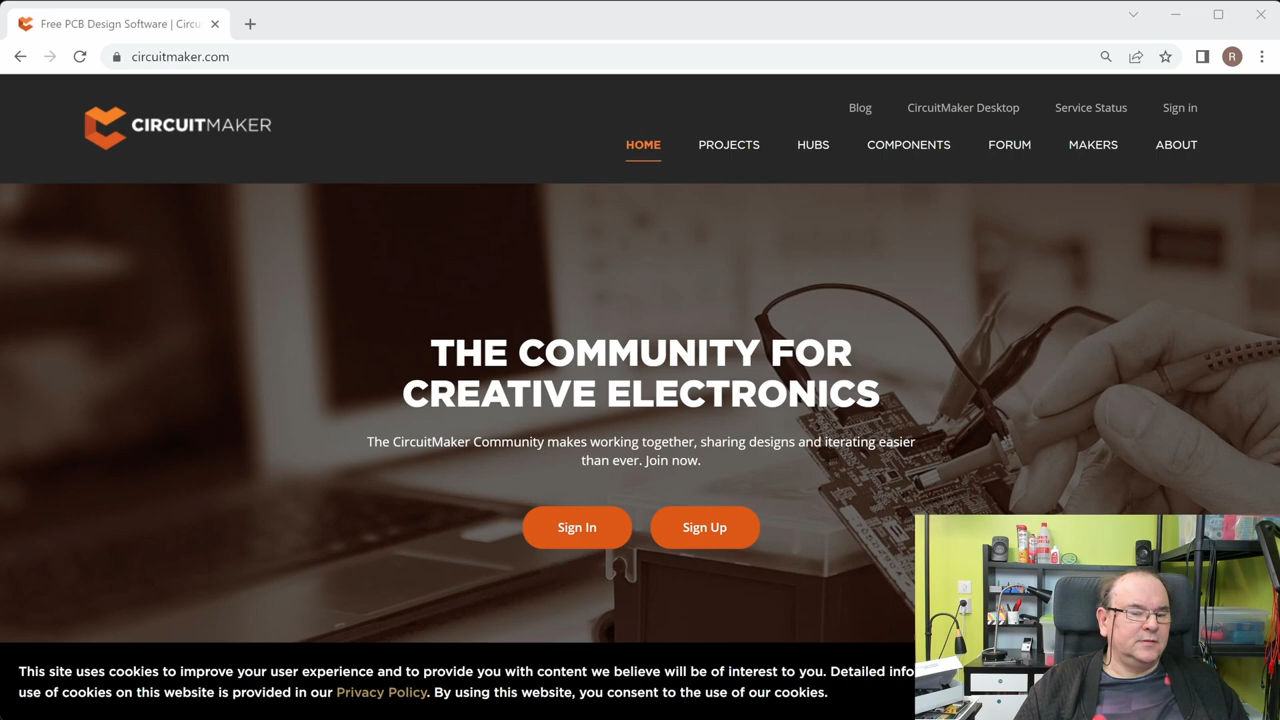 Free PCB Design Software | Circu
circuitmaker.com
R
CIRCUITMAKER
Blog
CircuitMaker Desktop
Service Status
Sign in
HOME
PROJECTS
HUBS
COMPONENTS
FORUM
MAKERS
ABOUT
THE COMMUNITY FOR
CREATIVE ELECTRONICS
The CircuitMaker Community makes working together, sharing designs and iterating easier
than ever. Join now.
Sign In
Sign Up
This site uses cookies to improve your user experience and to provide you with content we believe will be of interest to you. Detailed info
use of cookies on this website is provided in our Privacy Policy. By using this website, you consent to the use of our cookies.